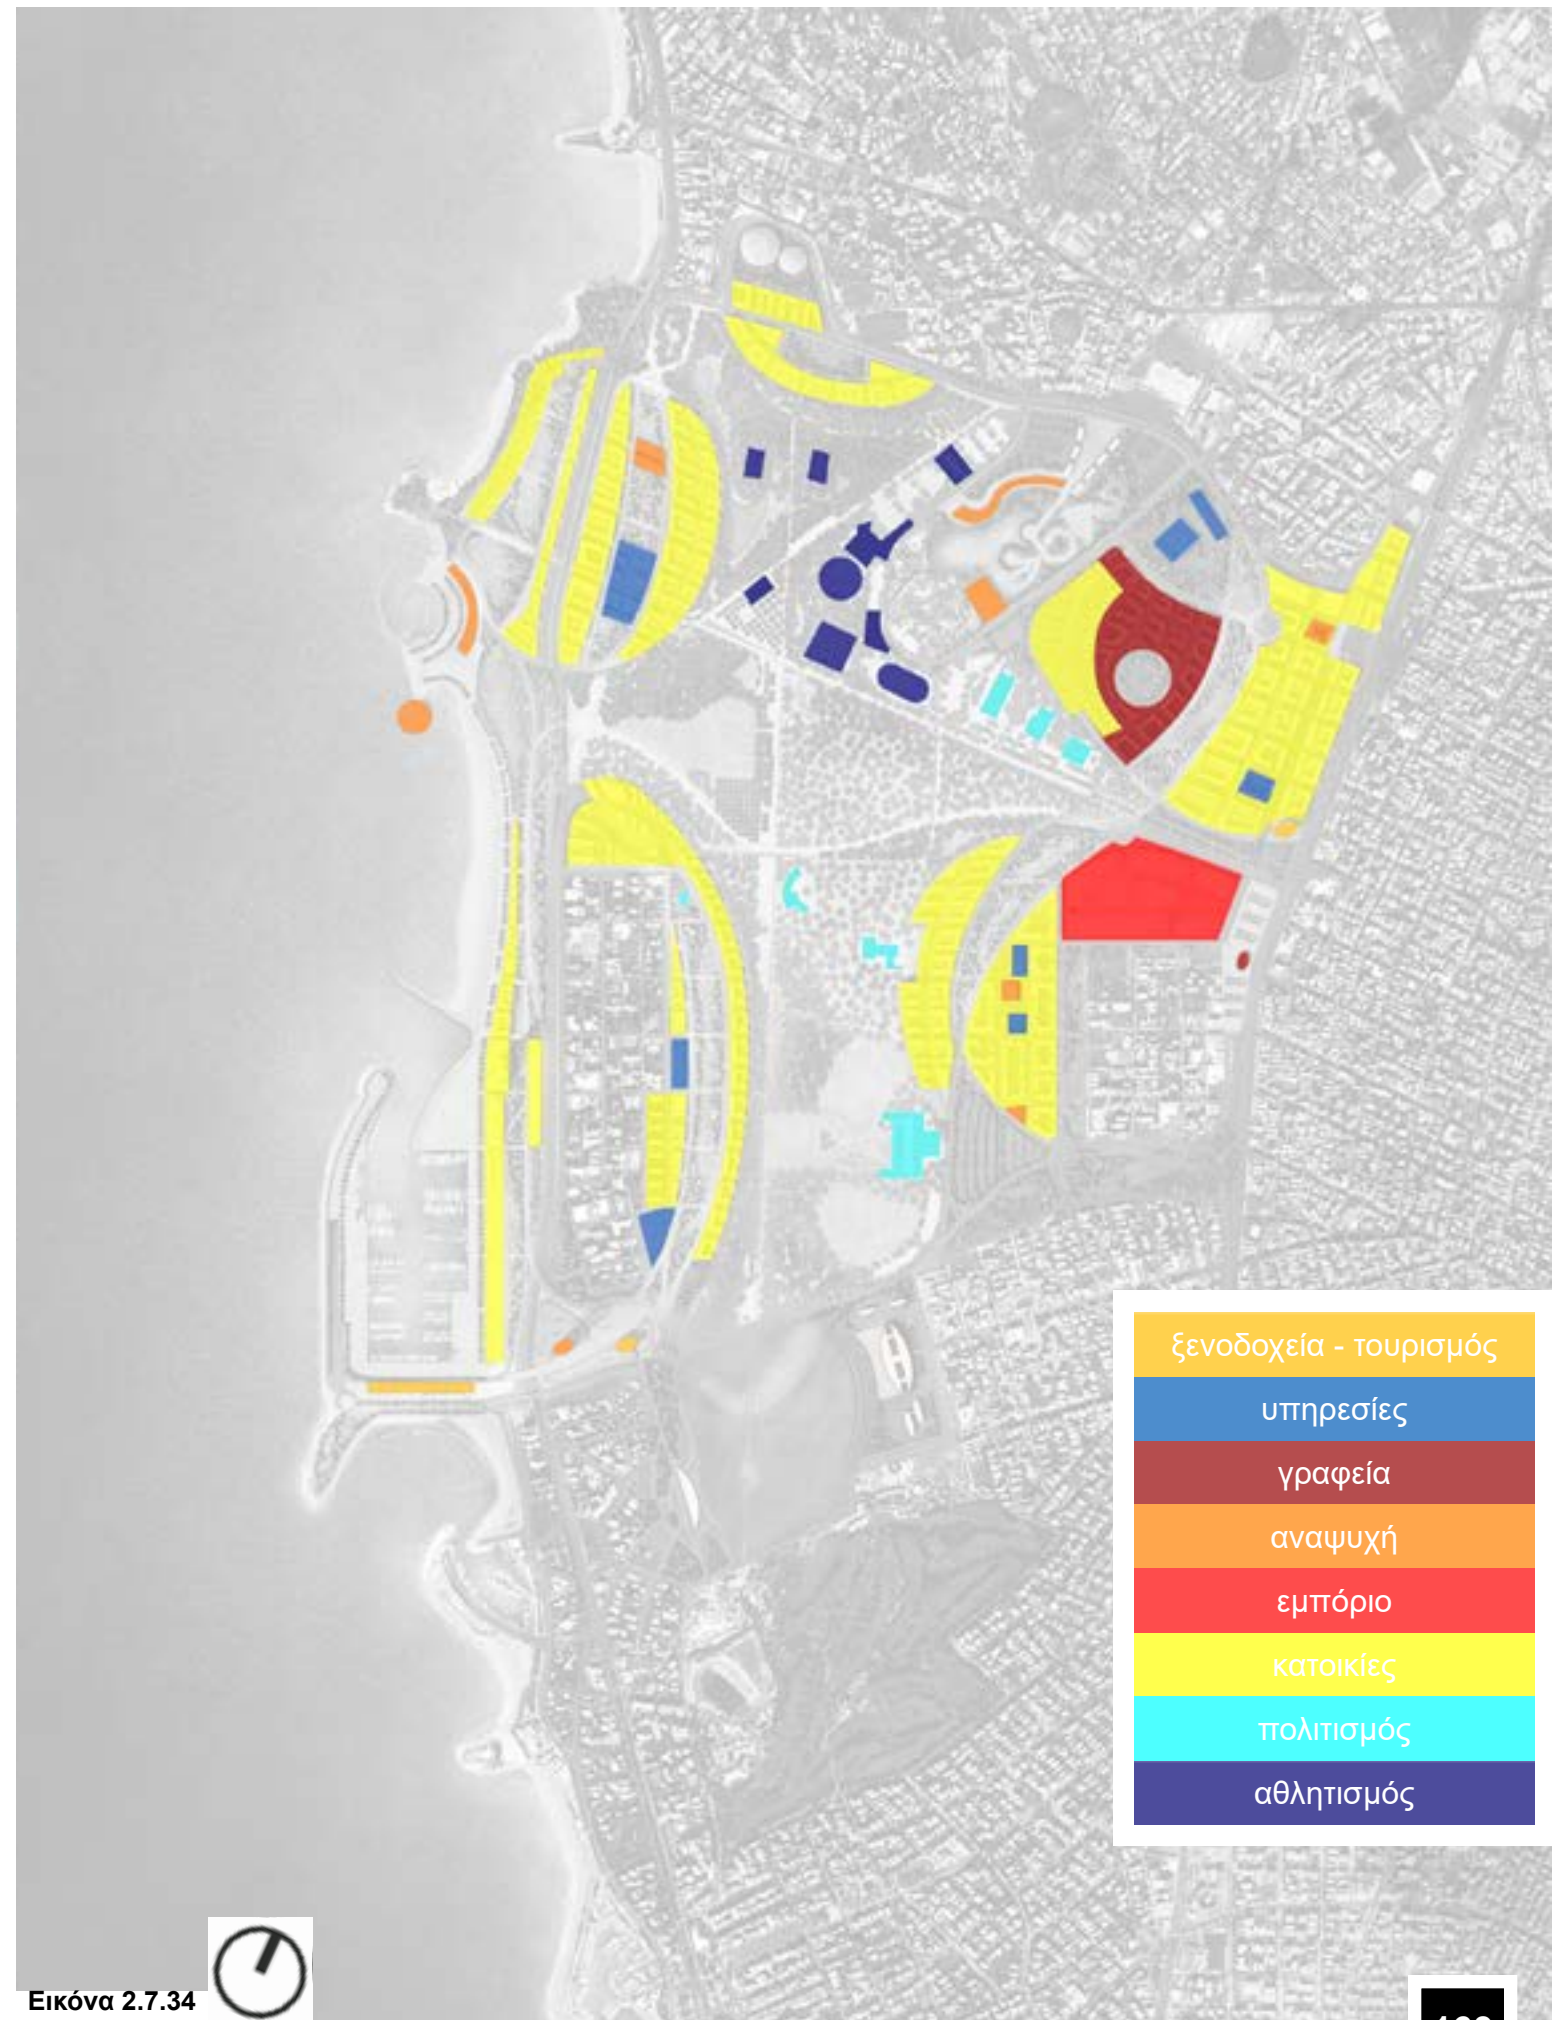 ξενοδοχεία - τουρισμός
υπηρεσίες
γραφεία
αναψυχή
εμπόριο
κατοικίες
πολιτισμός
αθλητισμός
Εικόνα 2.7.34